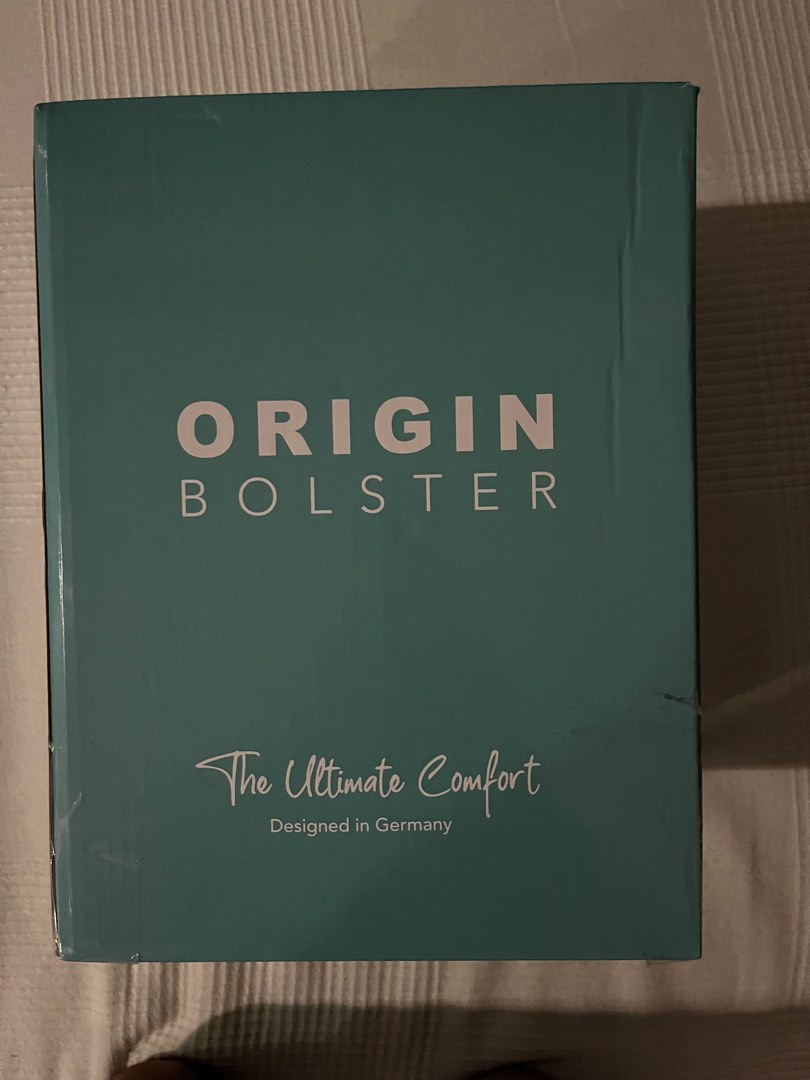 ORIGIN
BOLSTER
The Ultimate Comfort
Designed in Germany